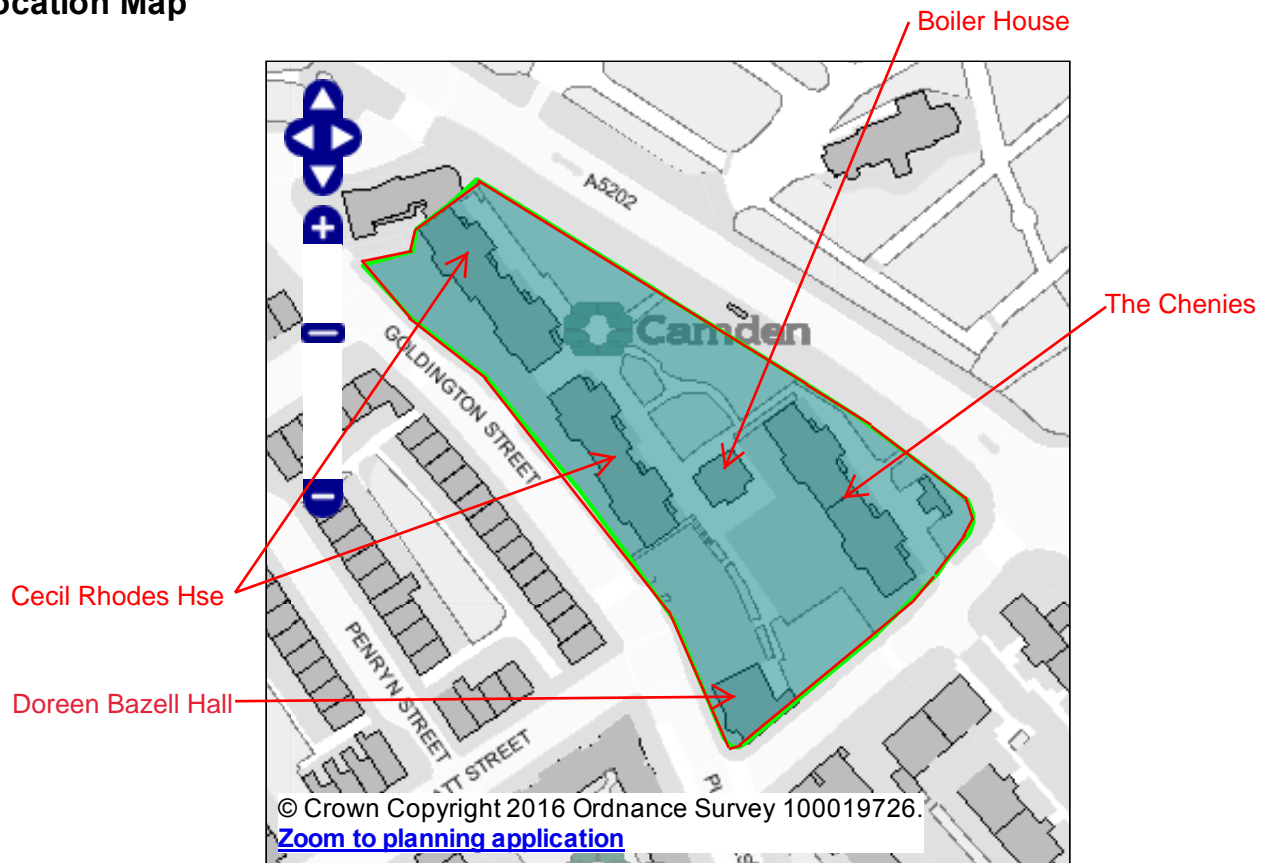 ocation Map
Boiler House
A5202
The Chenies
Camden
GOLDINGTON STREET
Cecil Rhodes Hse
PENRYN STREET
Doreen Bazell Hall
ATT STREET
© Crown Copyright 2016 Ordnance Survey 100019726.
Zoom to planning application